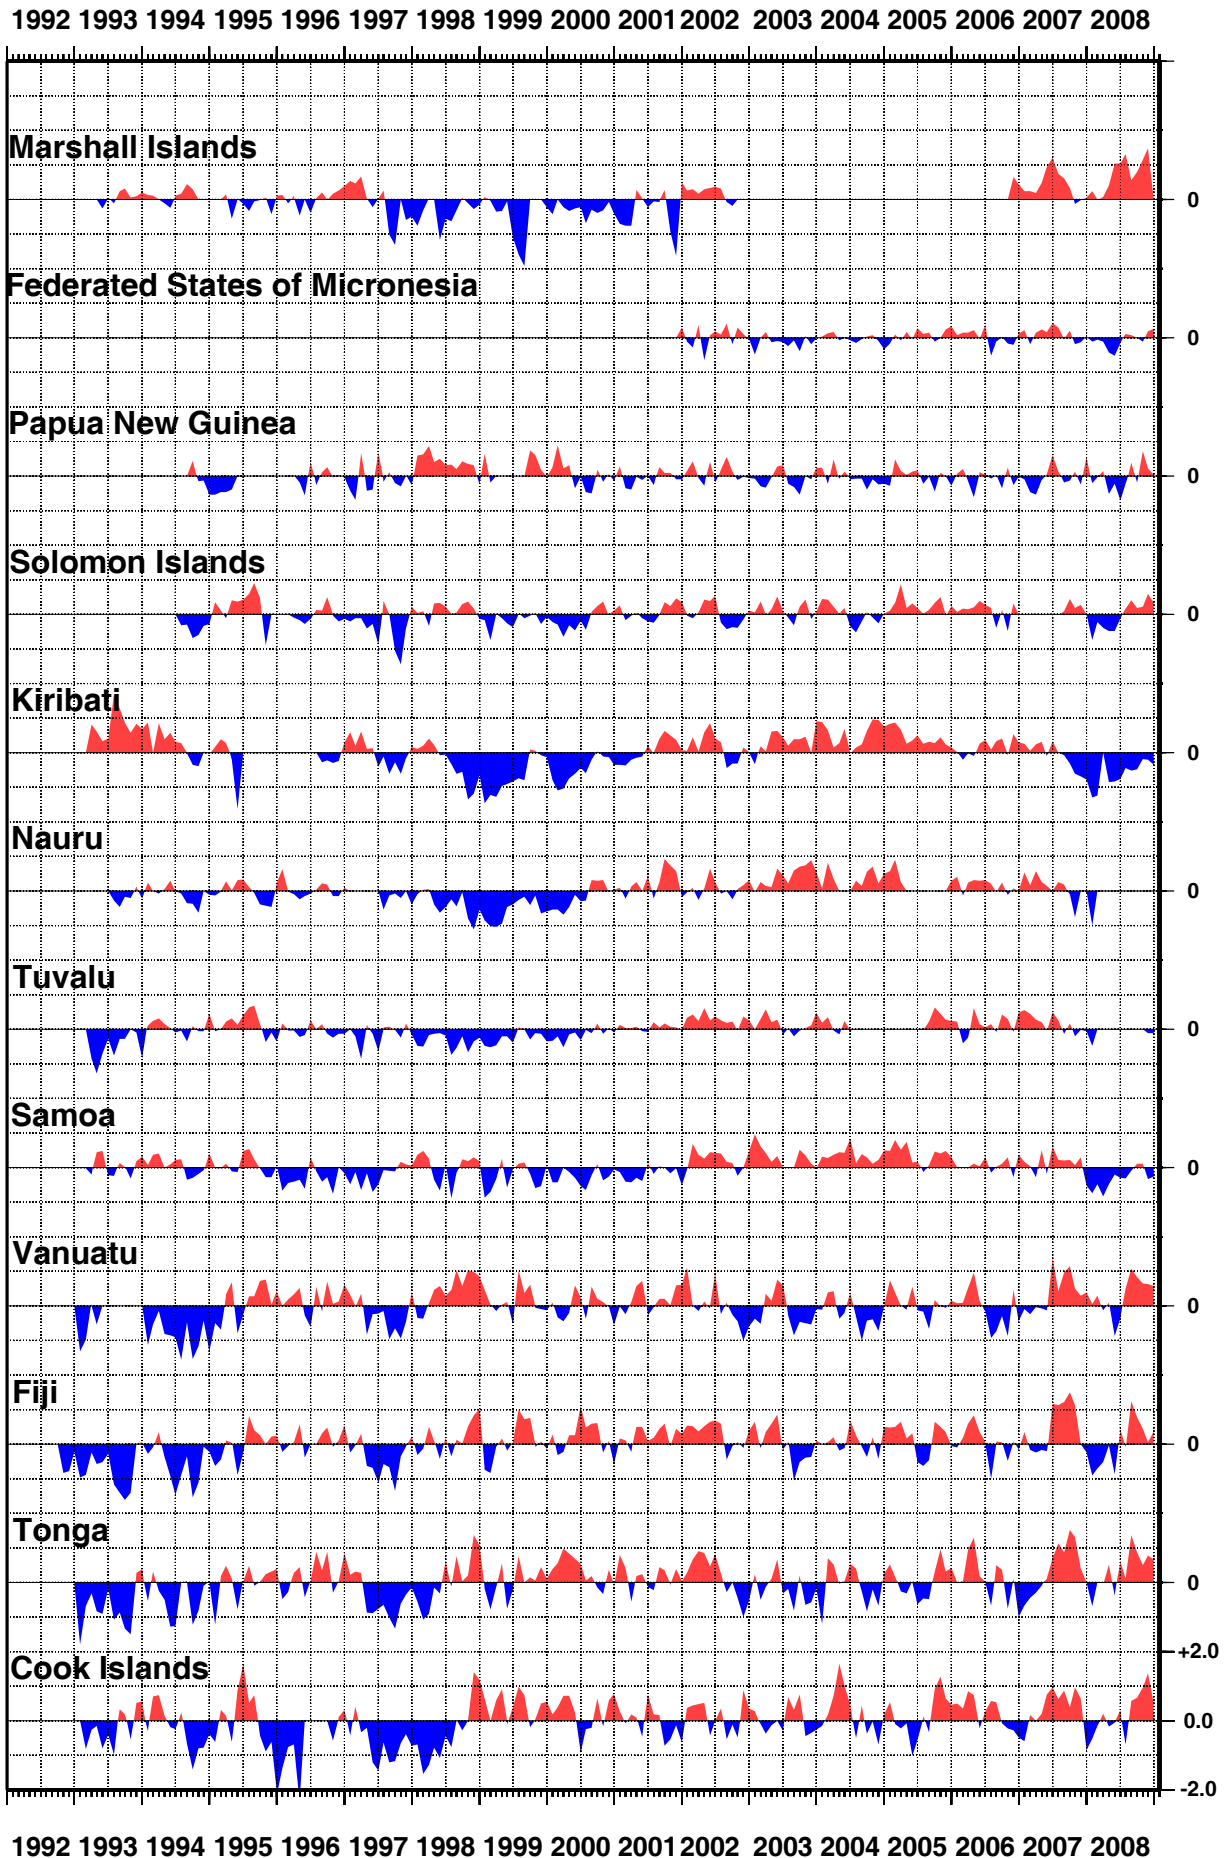 1992 1993 1994 1995 1996 1997 1998 1999 2000 2001 2002 2003 2004 2005 2006 2007 2008
Marshall Islands
0
Federated States of Micronesia
0
Papua New Guinea
0
Solomon Islands
0
Kiribati
0
Nauru
0
Tuvalu
0
Samoa
0
Vanuatu
0
Fiji
0
Tonga
0
+2.0
Cook Islands
0.0
-2.0
1992 1993 1994 1995 1996 1997 1998 1999 2000 2001 2002 2003 2004 2005 2006 2007 2008